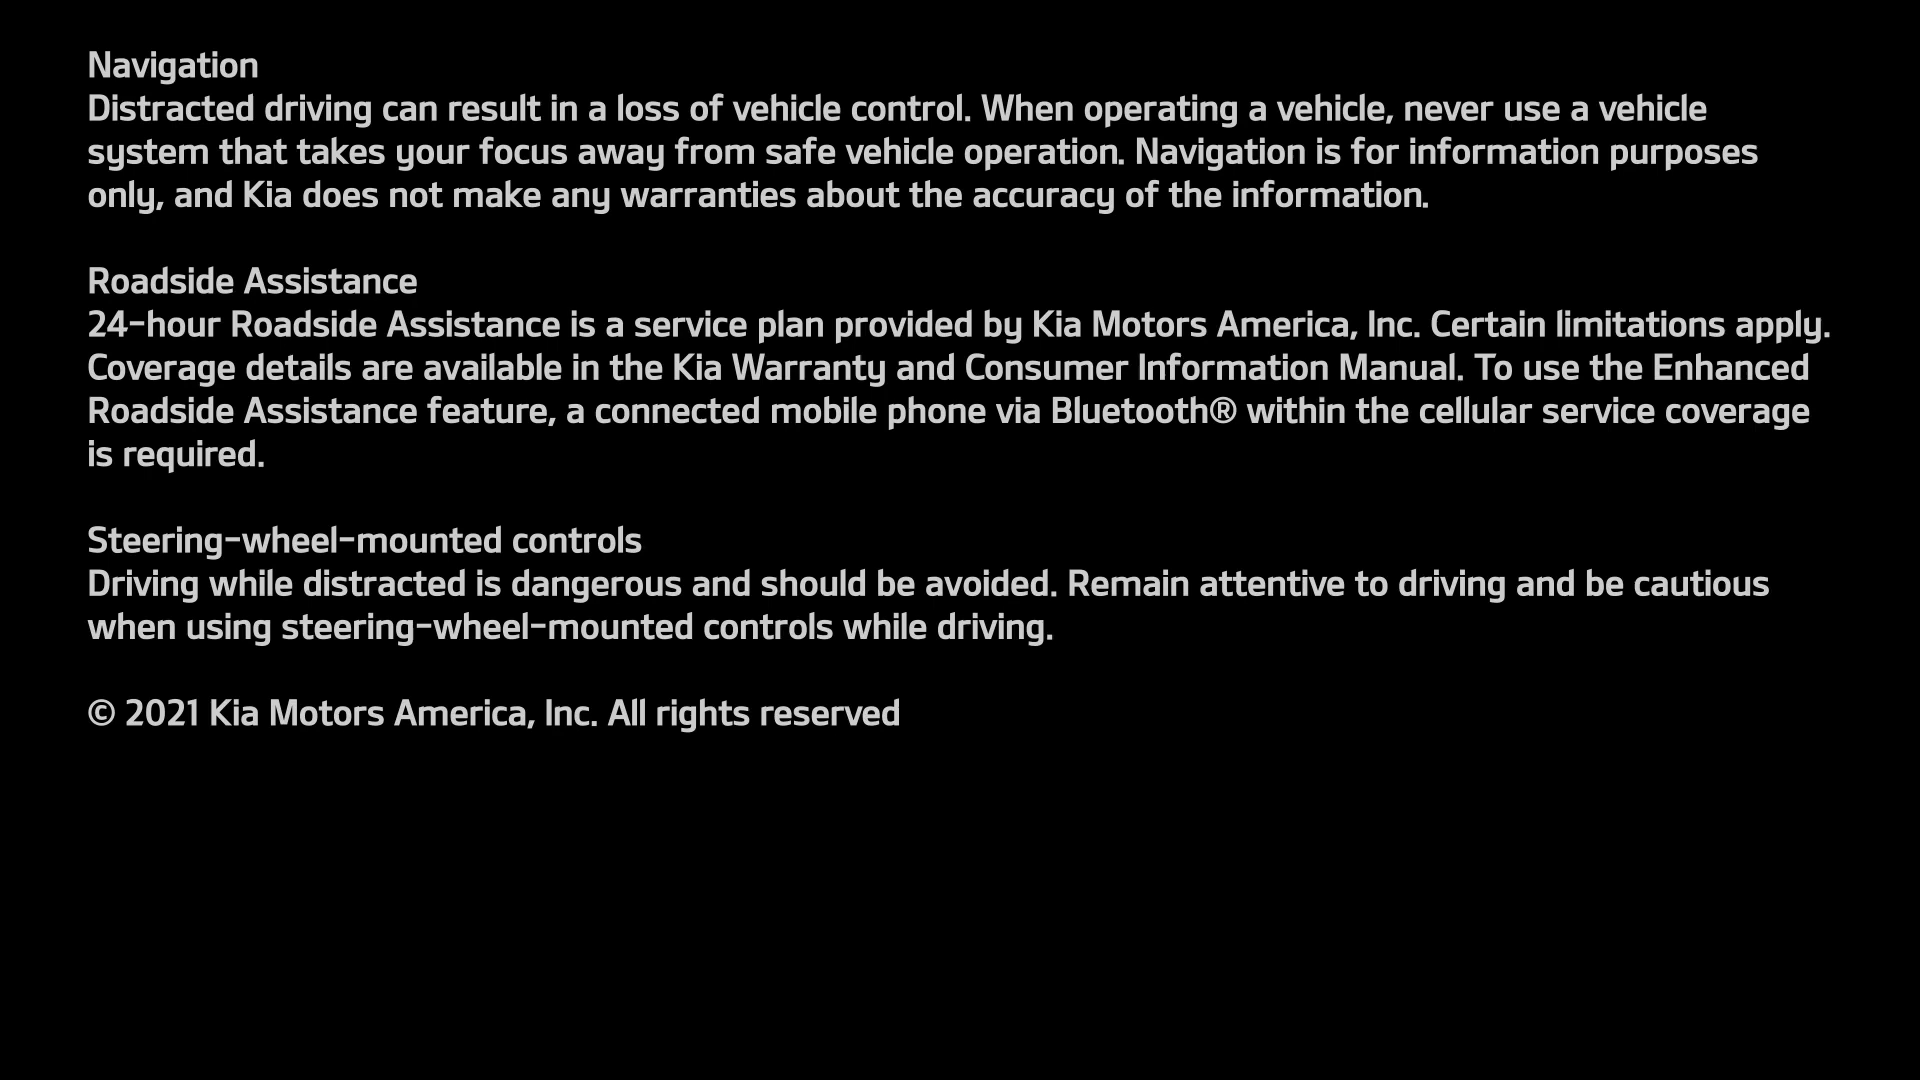 Navigation
Distracted driving can result in a loss of vehicle control. When operating a vehicle, never use a vehicle
system that takes your focus away from safe vehicle operation. Navigation is for information purposes
only, and Kia does not make any warranties about the accuracy of the information.
Roadside Assistance
24-hour Roadside Assistance is a service plan provided by Kia Motors America, Inc. Certain limitations apply.
Coverage details are available in the Kia Warranty and Consumer Information Manual. To use the Enhanced
Roadside Assistance feature, a connected mobile phone via Bluetooth® within the cellular service coverage
is required.
Steering-wheel-mounted controls
Driving while distracted is dangerous and should be avoided. Remain attentive to driving and be cautious
when using steering-wheel-mounted controls while driving.
© 2021 Kia Motors America, Inc. All rights reserved